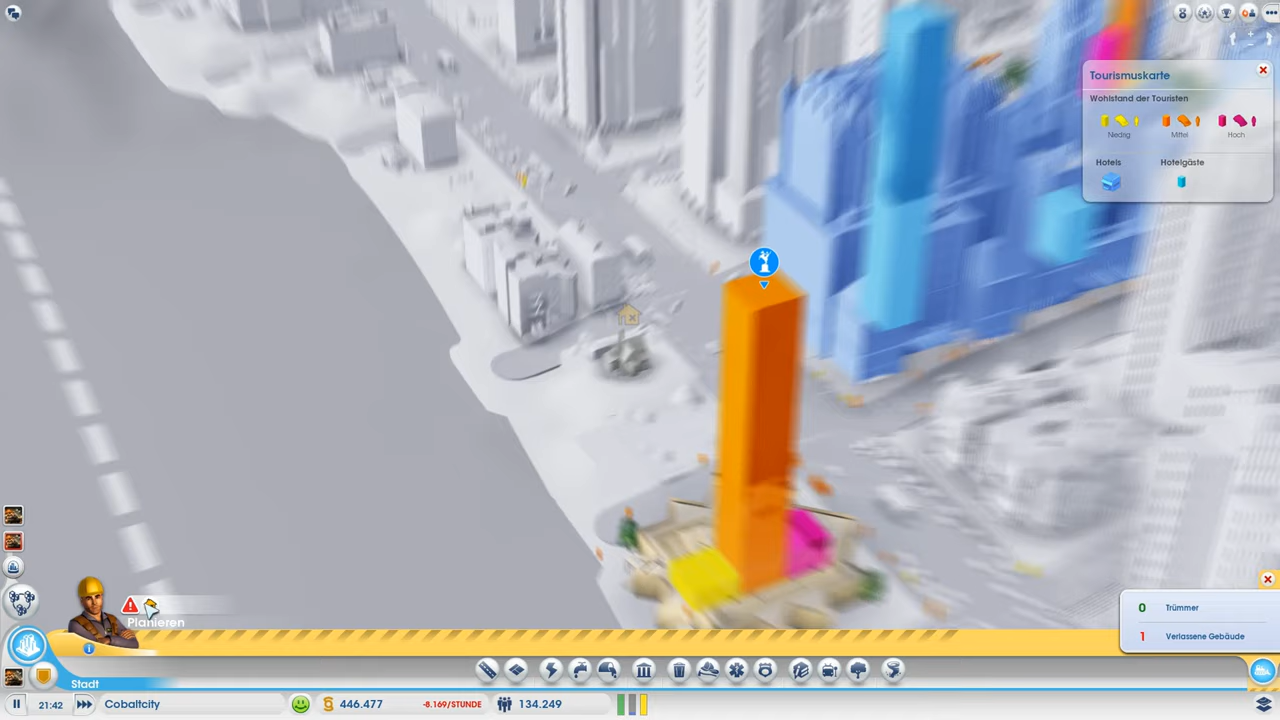 Tourismuskarte
Wohlstand der Touristen
Niedrig Mittel Hoch
Hotels Hotelgäste
Planieren
0 Trümmer
1 Verlassene Gebäude
Stadt
21:42 Cobaltcity 446.477 -8.169/STUNDE 134.249